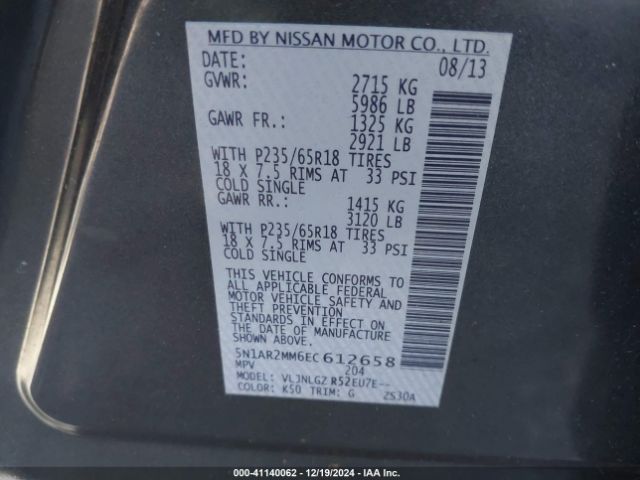 MFD BY NISSAN MOTOR CO., LTD.
DATE: 08/13
GVWR: 2715 KG
5986 LB
GAWR FR.: 1325 KG
2921 LB
WITH P235/65R18 TIRES
18 X 7.5 RIMS AT 33 PSI
COLD SINGLE
GAWR RR.: 1415 KG
3120 LB
WITH P235/65R18 TIRES
18 X 7.5 RIMS AT 33 PSI
COLD SINGLE
THIS VEHICLE CONFORMS TO
ALL APPLICABLE FEDERAL
MOTOR VEHICLE SAFETY AND
THEFT PREVENTION
STANDARDS IN EFFECT ON
THE DATE OF MANUFACTURE
SHOWN ABOVE.
5N1AR2MM6EC612658
MPV 204
MODEL: VLJNLGZ R52EU7E--
COLOR: K50 TRIM: G 2S30A
000-41140062 - 12/19/2024 - IAA Inc.